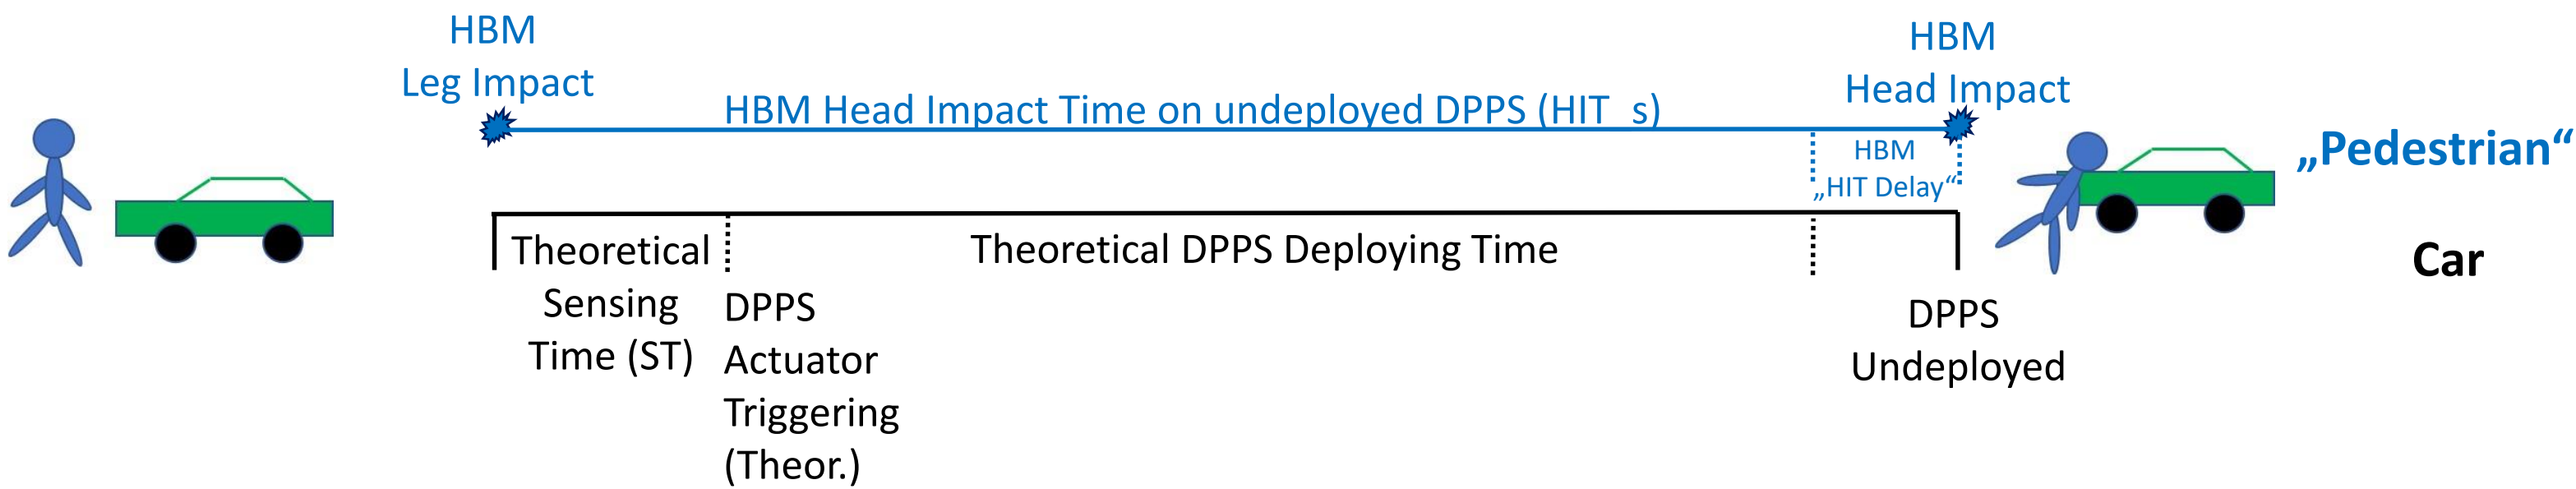 HBM
Leg Impact
HBM
Head Impact
HBM Head Impact Time on undeployed DPPS (HIT  s)
HBM
„HIT Delay“
„Pedestrian“
Theoretical
Sensing
Time (ST)
Theoretical DPPS Deploying Time
Car
DPPS
Actuator
Triggering
(Theor.)
DPPS
Undeployed